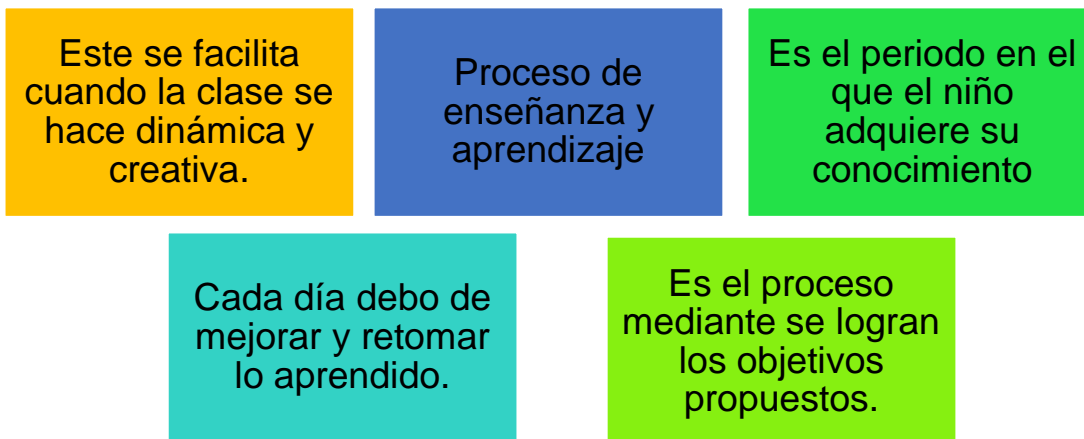 Este se facilita
cuando la clase se
hace dinámica y
creativa.
Proceso de
enseñanza y
aprendizaje
Es el periodo en el
que el niño
adquiere su
conocimiento
Cada día debo de
mejorar y retomar
lo aprendido.
Es el proceso
mediante se logran
los objetivos
propuestos.